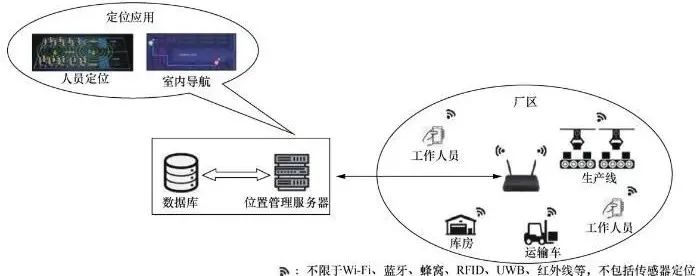 定位应用
人员定位
室内导航
厂区
工作人员
生产线
数据库
位置管理服务器
工作人员
库房
运输车
：不限于Wi-Fi、蓝牙、蜂窝、RFID、UWB、红外线等，不包括传感器定位